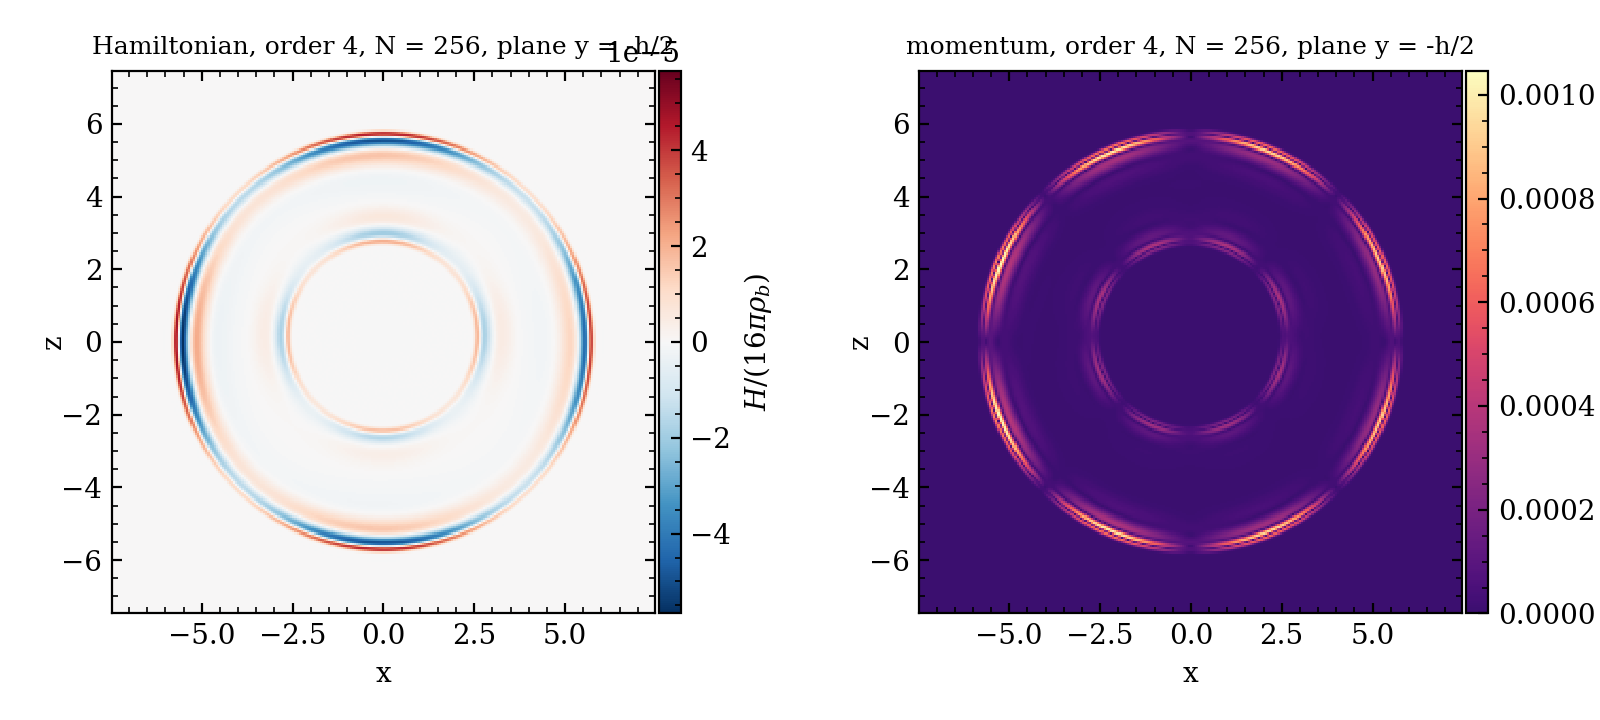 Hamiltonian, order 4, N = 256, plane y = -h/2
1e−5
6
4
2
0
−2
−4
−6
z
−5.0 −2.5 0.0 2.5 5.0
x
4
2
0
−2
−4
H/(16πρ_b)
momentum, order 4, N = 256, plane y = -h/2
6
4
2
0
−2
−4
−6
z
−5.0 −2.5 0.0 2.5 5.0
x
0.0010
0.0008
0.0006
0.0004
0.0002
0.0000